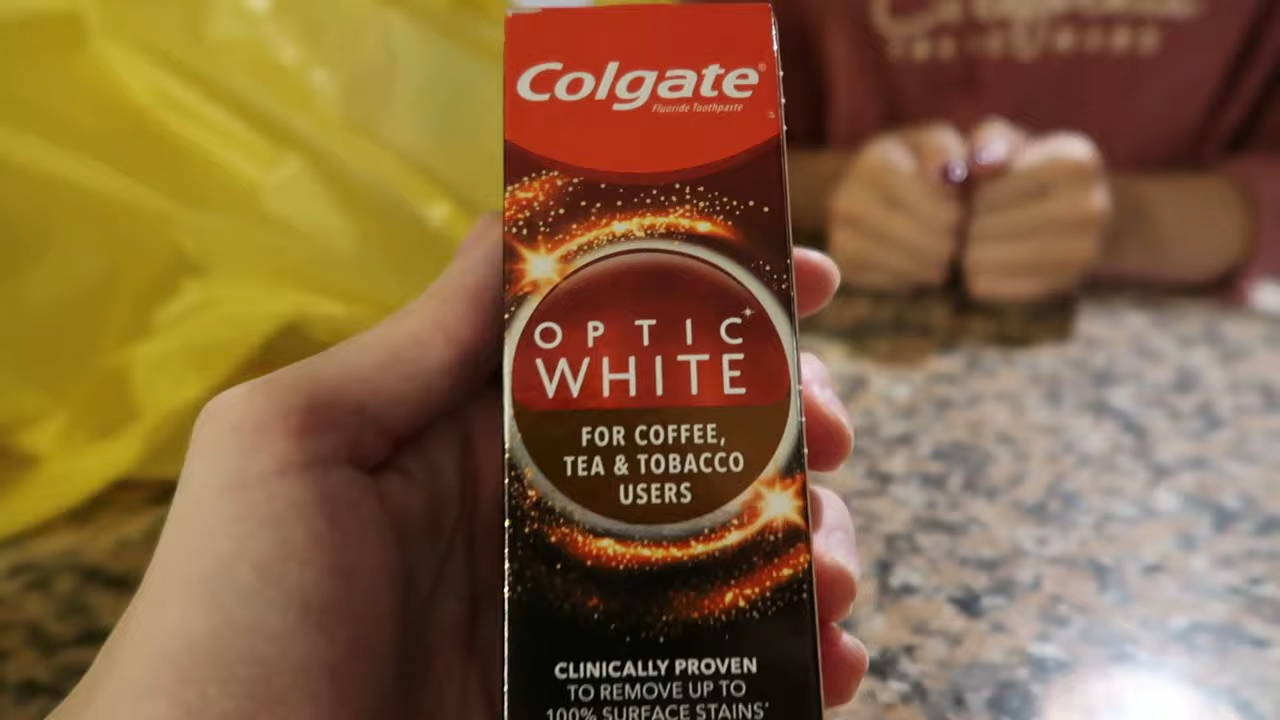 Colgate®
Fluoride Toothpaste
OPTIC
WHITE
FOR COFFEE,
TEA & TOBACCO
USERS
CLINICALLY PROVEN
TO REMOVE UP TO
100% SURFACE STAINS*